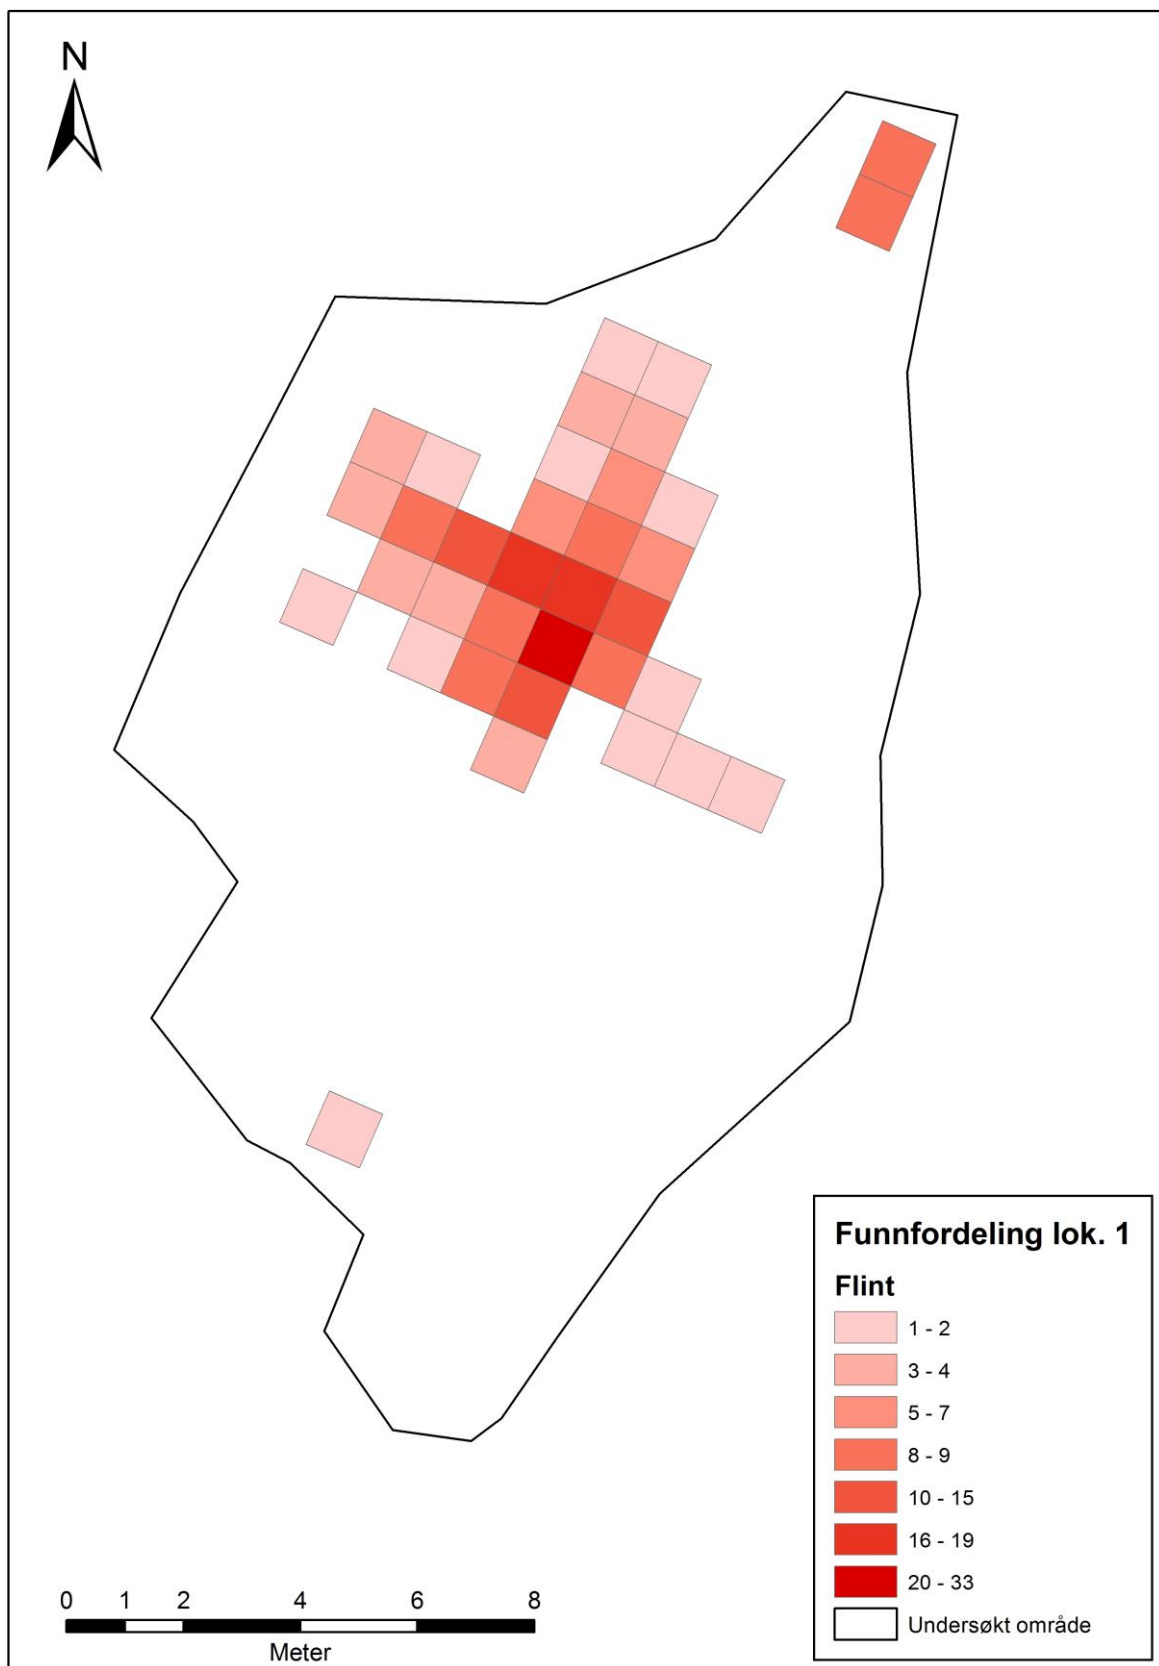 N
Funnfordeling lok. 1
Flint
1 - 2
3 - 4
5 - 7
8 - 9
10 - 15
16 - 19
20 - 33
Undersøkt område
0 1 2 4 6 8
Meter